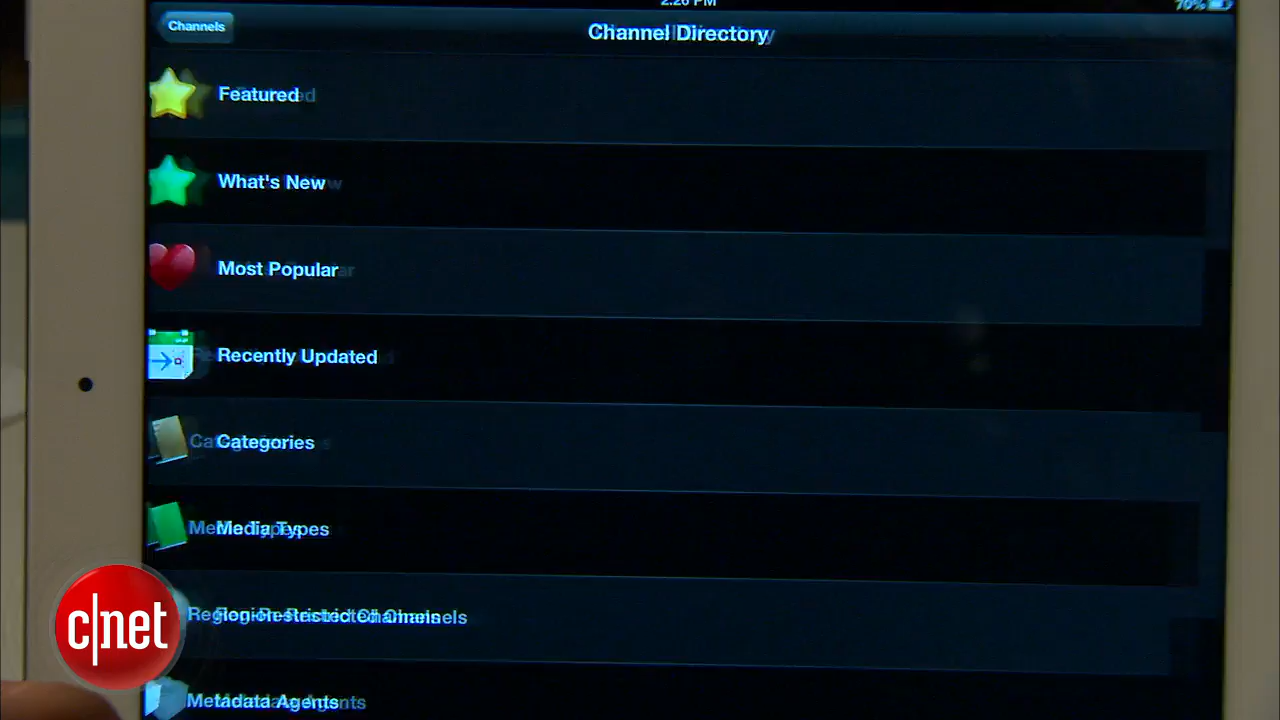 2:26 PM
70%
Channels
Channel Directory
Featured
What's New
Most Popular
Recently Updated
Categories
Media Types
Region-Restricted Channels
c|net
Metadata Agents